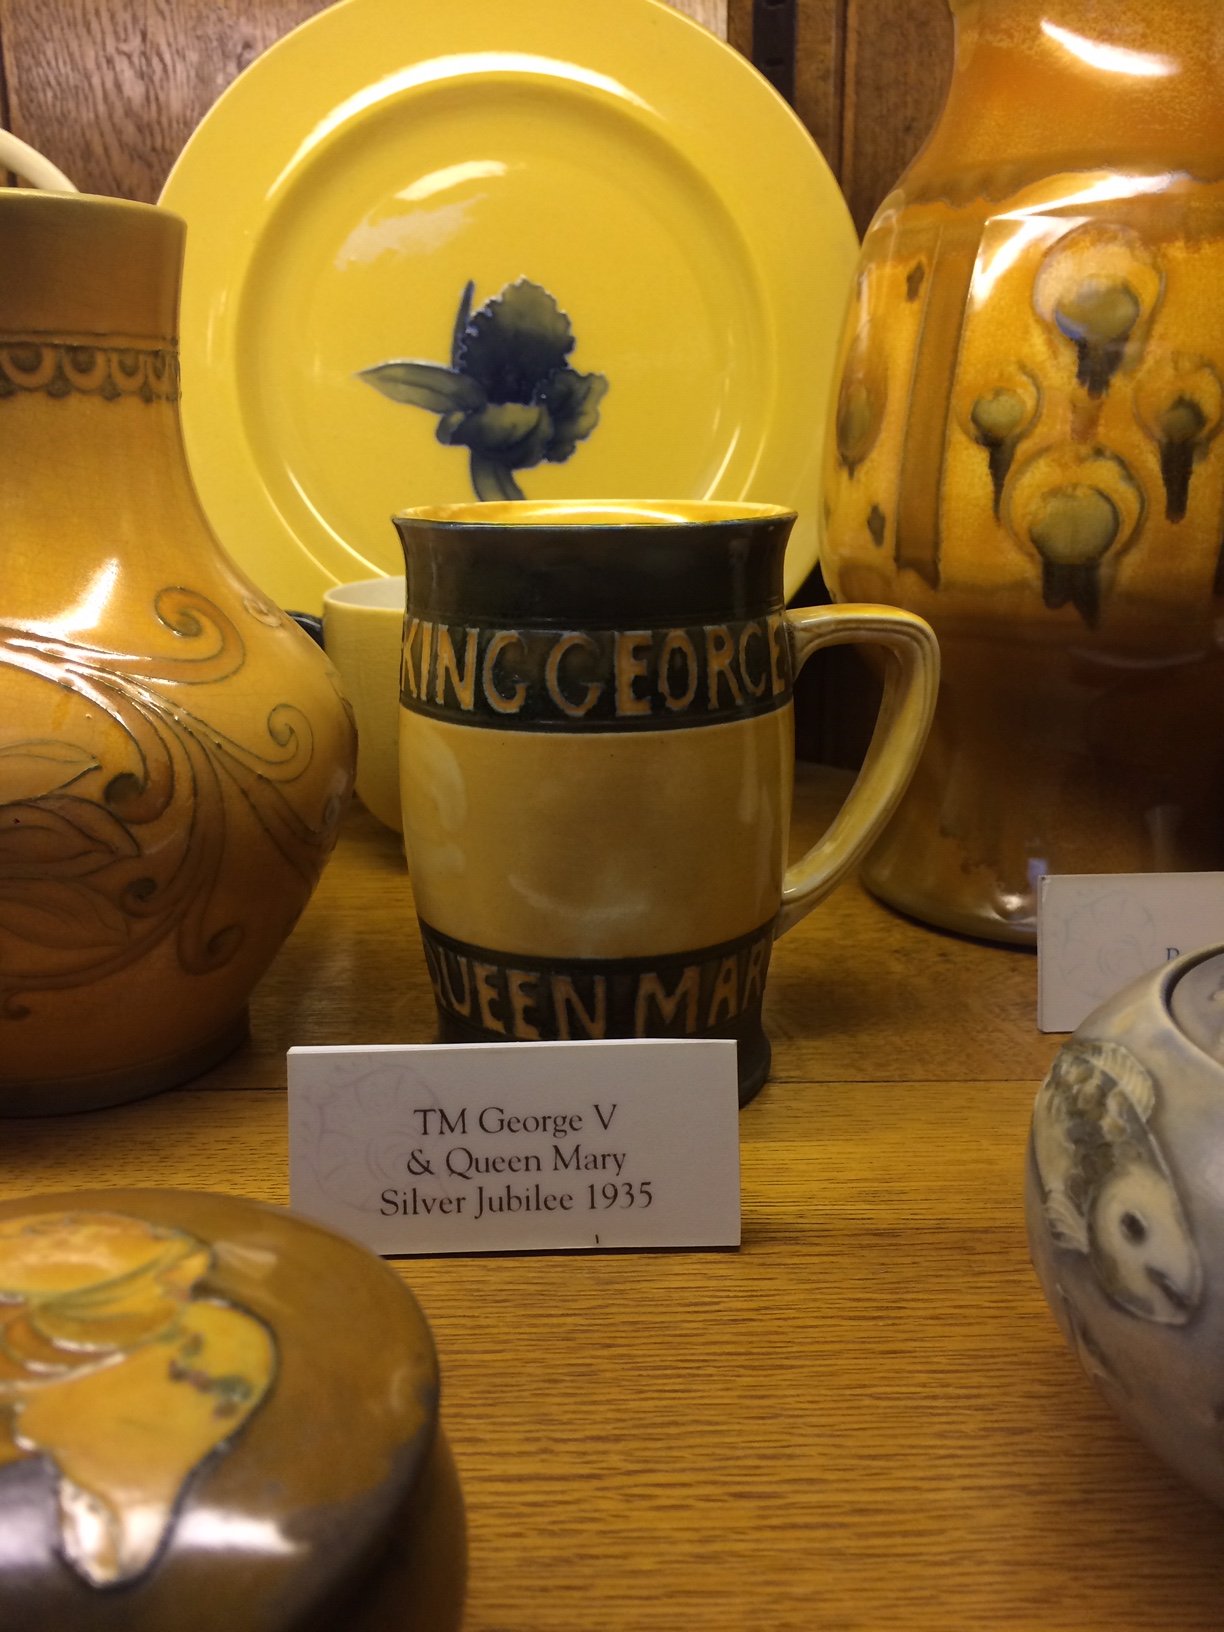 KING GEORGE
QUEEN MAR
TM George V
& Queen Mary
Silver Jubilee 1935